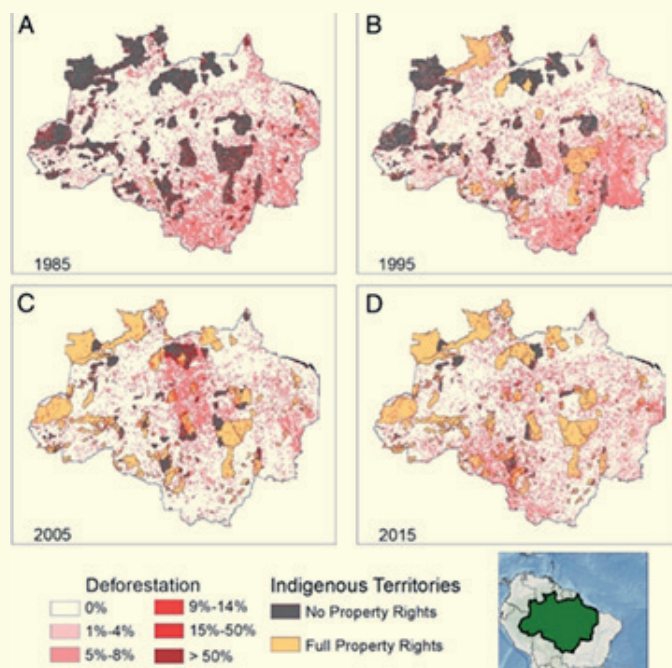 A
B
1985
1995
C
D
2005
2015
Deforestation
0%
9%-14%
1%-4%
15%-50%
5%-8%
> 50%
Indigenous Territories
No Property Rights
Full Property Rights